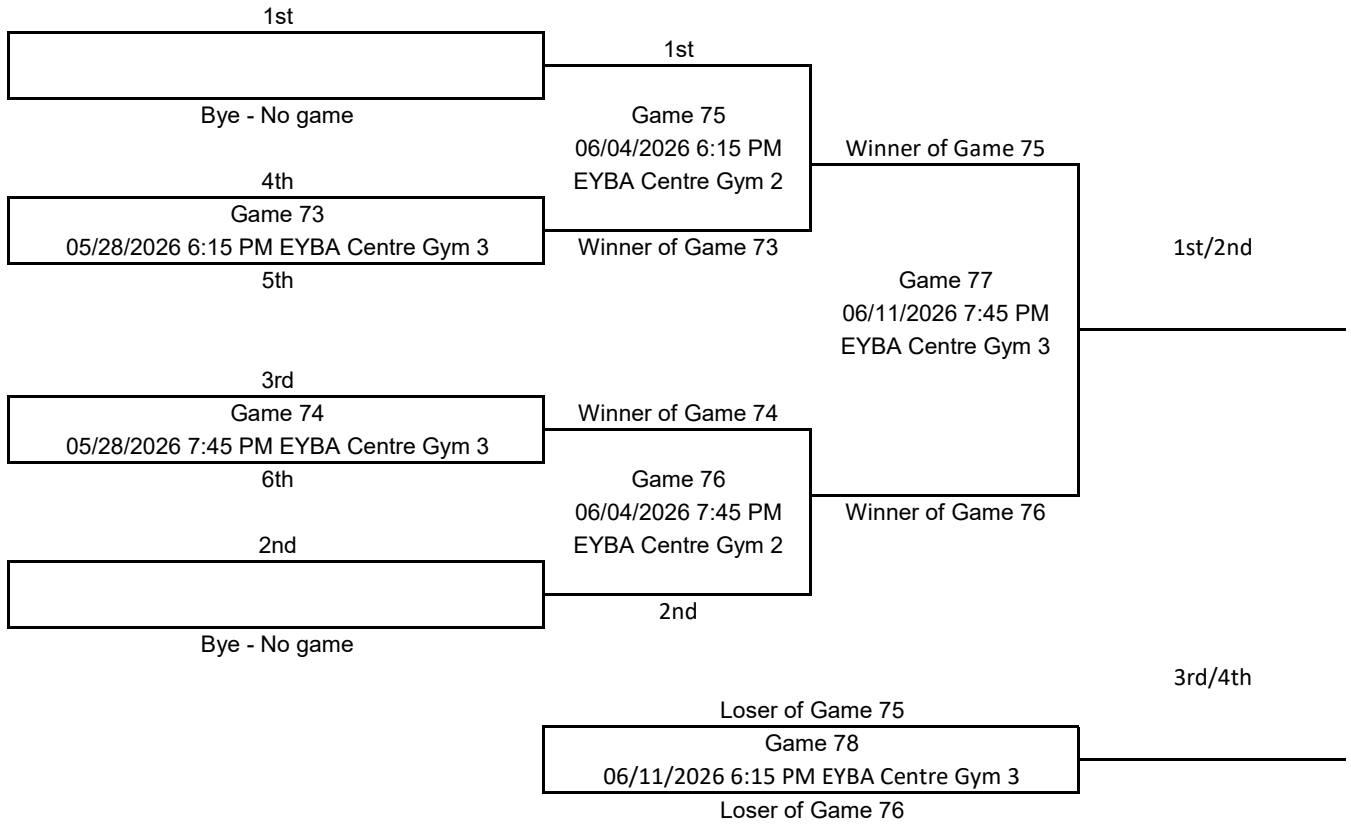 1st
Bye - No game
4th
Game 73
05/28/2026 6:15 PM EYBA Centre Gym 3
5th
3rd
Game 74
05/28/2026 7:45 PM EYBA Centre Gym 3
6th
2nd
Bye - No game
1st
Game 75
06/04/2026 6:15 PM
EYBA Centre Gym 2
Winner of Game 73
Winner of Game 74
Game 76
06/04/2026 7:45 PM
EYBA Centre Gym 2
2nd
Winner of Game 75
Game 77
06/11/2026 7:45 PM
EYBA Centre Gym 3
Winner of Game 76
1st/2nd
Loser of Game 75
Game 78
06/11/2026 6:15 PM EYBA Centre Gym 3
Loser of Game 76
3rd/4th